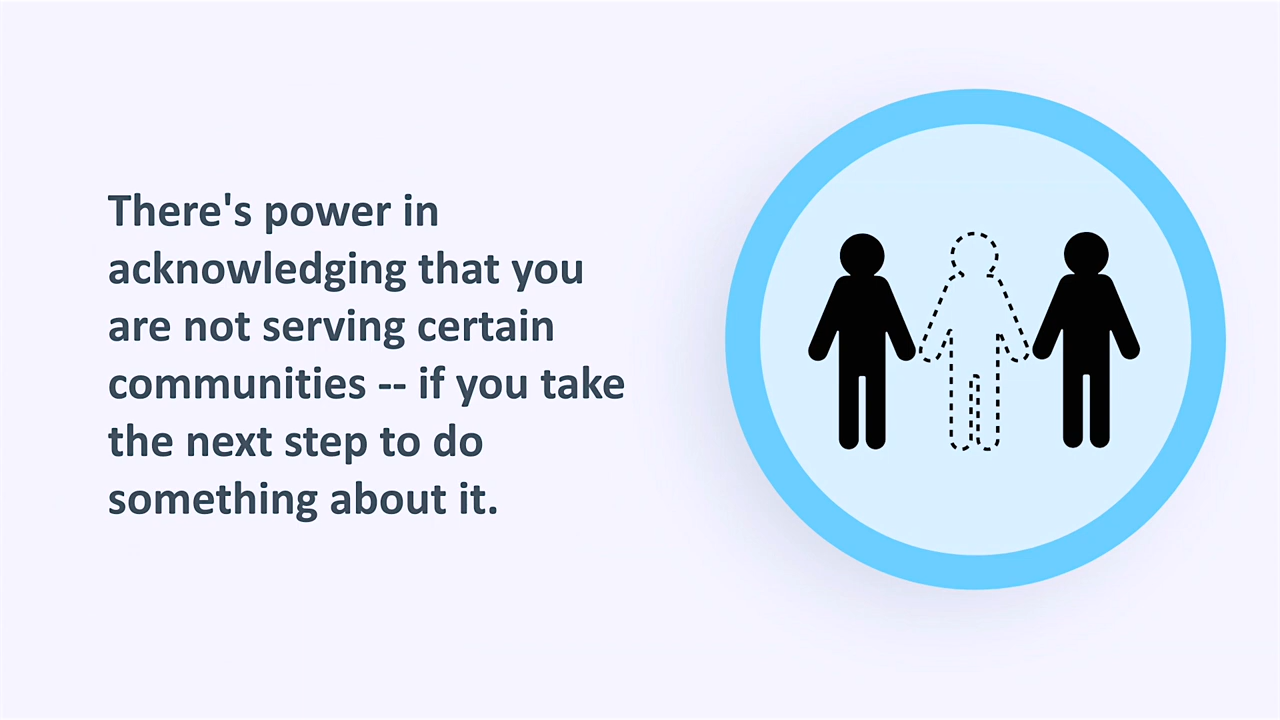 There's power in
acknowledging that you
are not serving certain
communities -- if you take
the next step to do
something about it.